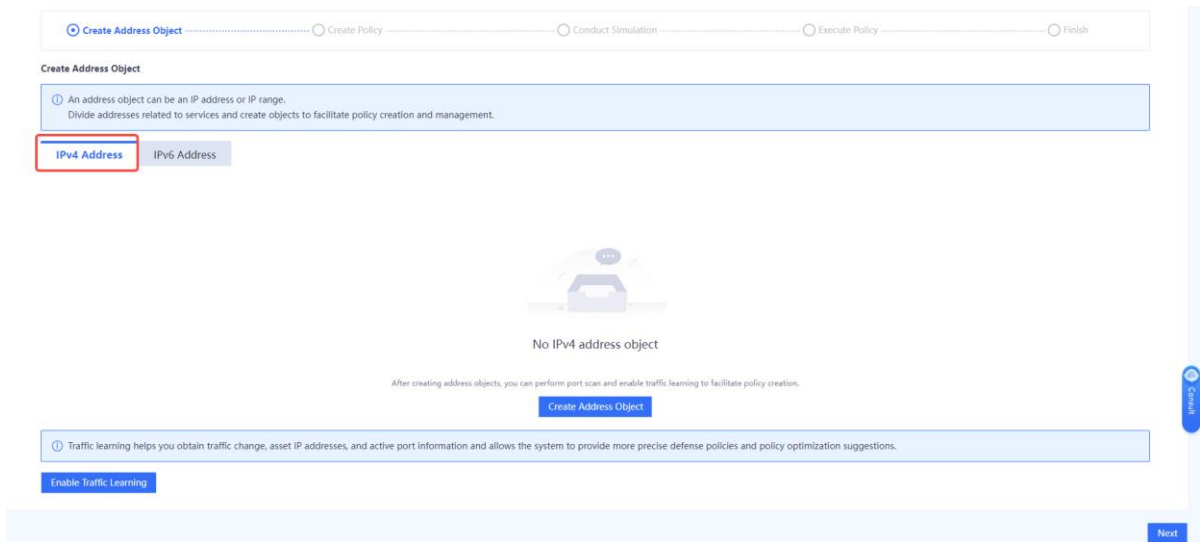 Create Address Object
Create Policy
Conduct Simulation
Execute Policy
Finish
Create Address Object
An address object can be an IP address or IP range.
Divide addresses related to services and create objects to facilitate policy creation and management.
IPv4 Address
IPv6 Address
No IPv4 address object
After creating address objects, you can perform port scan and enable traffic learning to facilitate policy creation.
Create Address Object
Consult
Traffic learning helps you obtain traffic change, asset IP addresses, and active port information and allows the system to provide more precise defense policies and policy optimization suggestions.
Enable Traffic Learning
Next